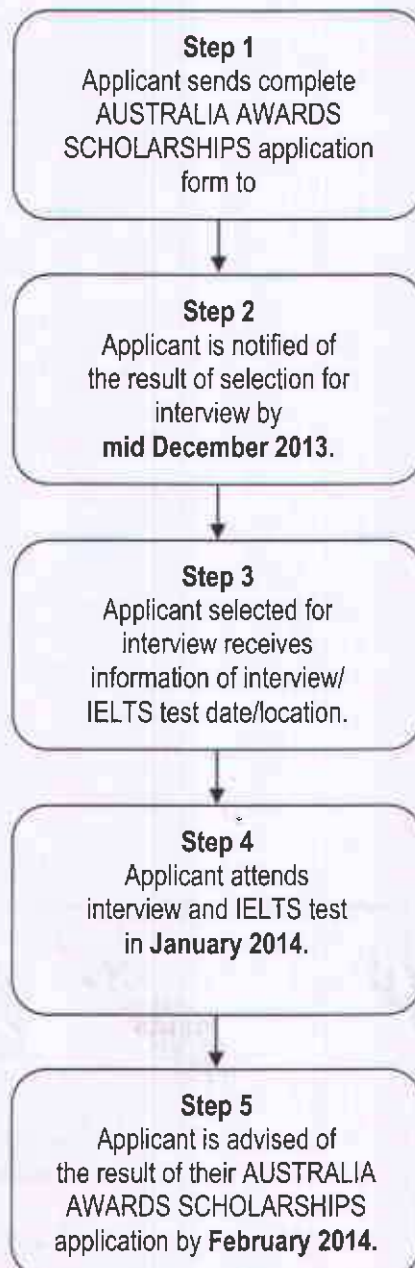 Step 1
Applicant sends complete
AUSTRALIA AWARDS
SCHOLARSHIPS application
form to
Step 2
Applicant is notified of
the result of selection for
interview by
mid December 2013.
Step 3
Applicant selected for
interview receives
information of interview/
IELTS test date/location.
Step 4
Applicant attends
interview and IELTS test
in January 2014.
Step 5
Applicant is advised of
the result of their AUSTRALIA
AWARDS SCHOLARSHIPS
application by February 2014.